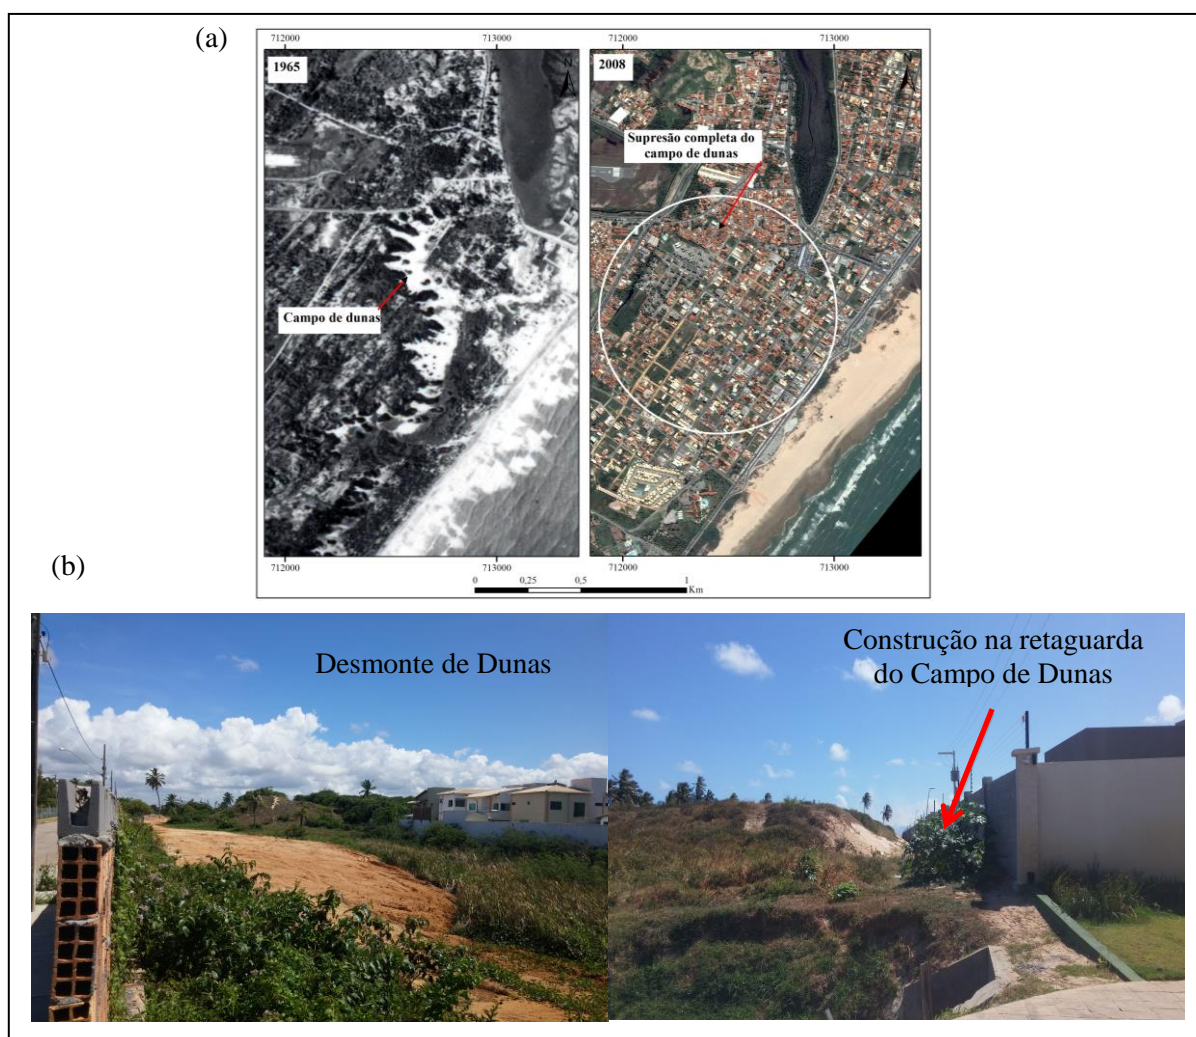 (a)
712000
713000
712000
713000
1965
N
2008
N
Supresão completa do
campo de dunas
Campo de dunas
712000
713000
712000
713000
0
0,25
0,5
1
Km
(b)
Desmonte de Dunas
Construção na retaguarda
do Campo de Dunas